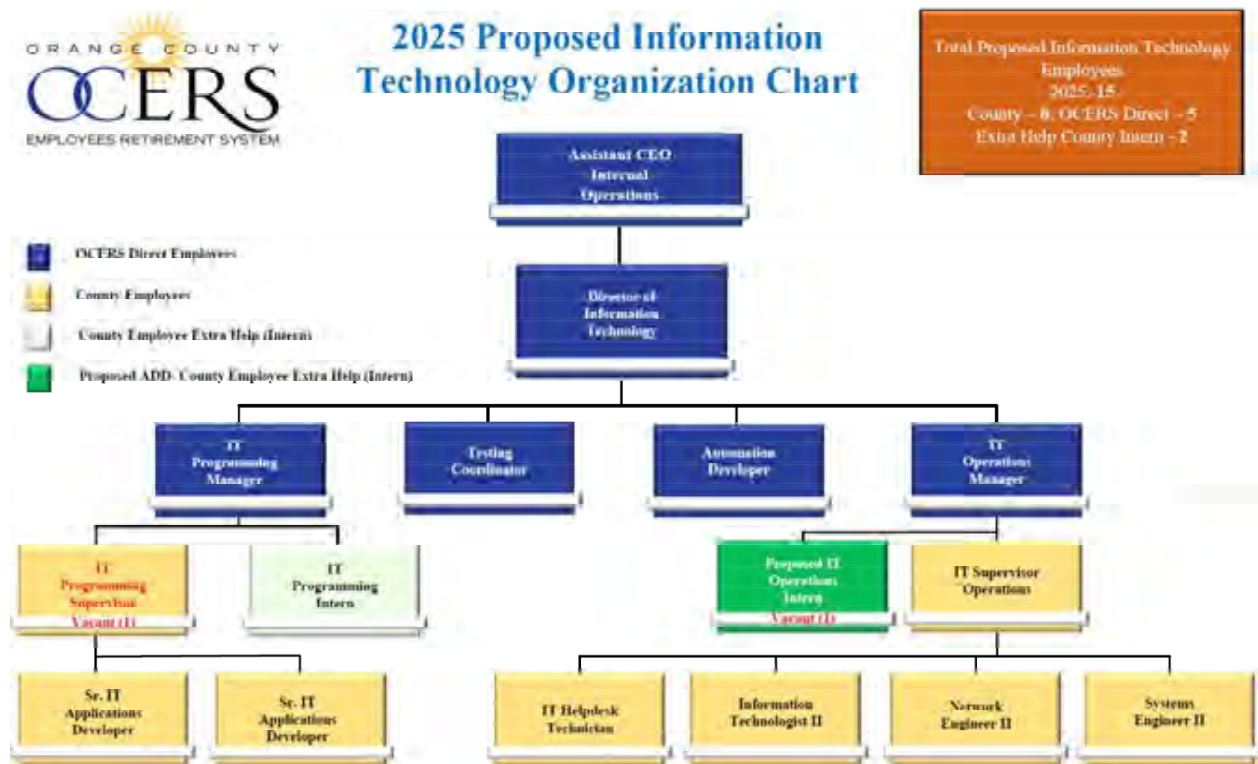 ORANGE COUNTY
OCERS
EMPLOYEES RETIREMENT SYSTEM
2025 Proposed Information
Technology Organization Chart
Total Proposed Information Technology
Employees
2025-15
County – 8, OCERS Direct – 5
Extra Help County Intern - 2
Assistant CEO
Internal
Operations
OCERS Direct Employees
County Employees
County Employee Extra Help (Intern)
Proposed ADD- County Employee Extra Help (Intern)
Director of
Information
Technology
IT
Programming
Manager
Testing
Coordinator
Automation
Developer
IT
Operations
Manager
IT
Programming
Supervisor
Vacant (1)
IT
Programming
Intern
Proposed IT
Operations
Intern
Vacant (1)
IT Supervisor
Operations
Sr. IT
Applications
Developer
Sr. IT
Applications
Developer
IT Helpdesk
Technician
Information
Technologist II
Network
Engineer II
Systems
Engineer II